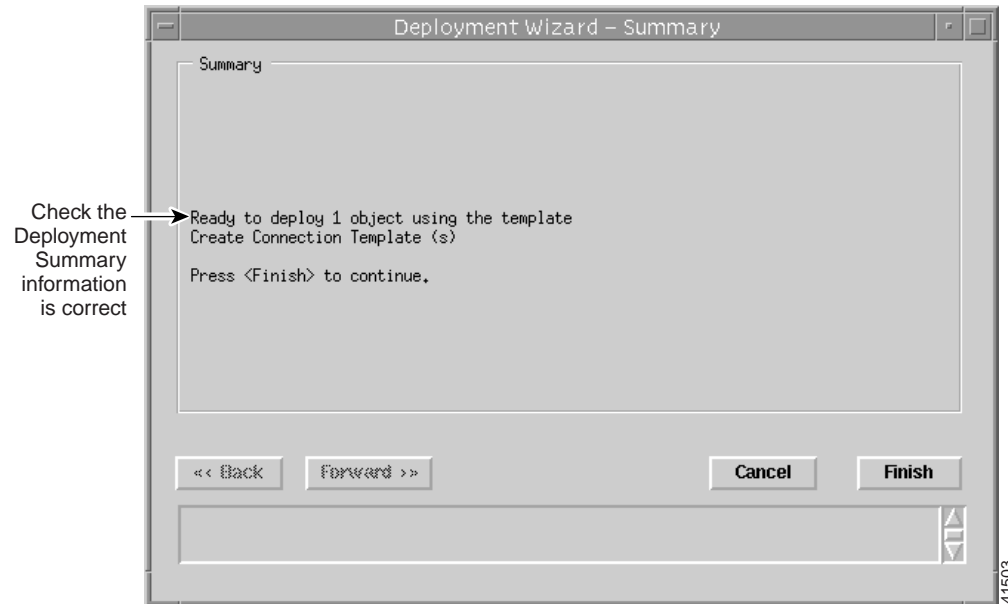 Deployment Wizard – Summary
Summary
Check the
Deployment
Summary
information
is correct
Ready to deploy 1 object using the template
Create Connection Template (s)
Press <Finish> to continue.
<< Back
Forward >>
Cancel
Finish
41503